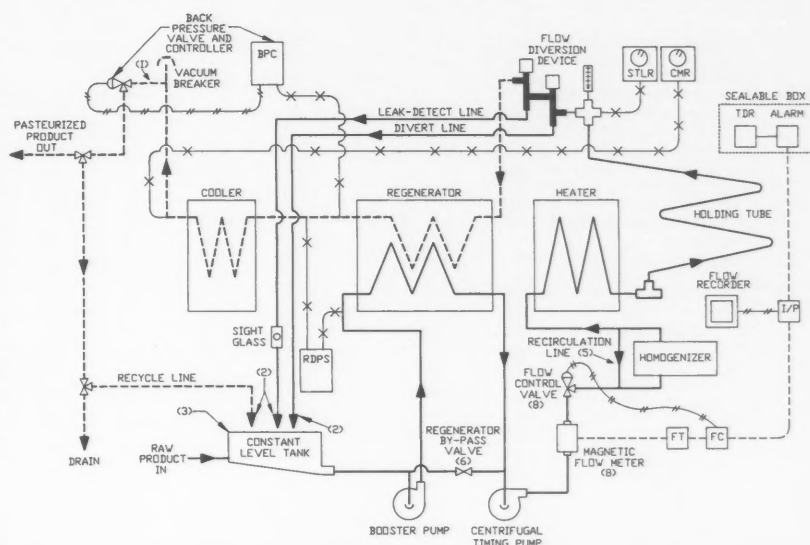 BACK
PRESSURE
VALVE AND
CONTROLLER
(1)
VACUUM
BREAKER
BPC
FLOW
DIVERSION
DEVICE
STLR
CMR
SEALABLE BOX
TDR
ALARM
LEAK-DETECT LINE
DIVERT LINE
PASTEURIZED
PRODUCT
OUT
COOLER
REGENERATOR
HEATER
HOLDING TUBE
FLOW
RECORDER
I/P
SIGHT
GLASS
RDPS
RECIRCULATION
LINE (5)
HOMOGENIZER
RECYCLE LINE
(2)
FLOW
CONTROL
VALVE
(8)
(3)
(2)
CONSTANT
LEVEL TANK
REGENERATOR
BY-PASS
VALVE
(6)
FT
FC
RAW
PRODUCT
IN
DRAIN
MAGNETIC
FLOW METER
(8)
BOOSTER PUMP
CENTRIFUGAL
TIMING PUMP